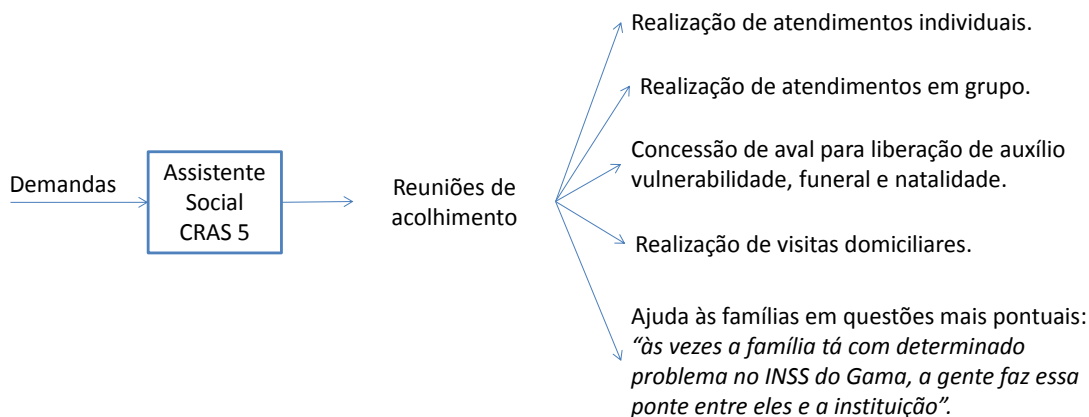 Demandas
Assistente
Social
CRAS 5
Reuniões de
acolhimento
Realização de atendimentos individuais.
Realização de atendimentos em grupo.
Concessão de aval para liberação de auxílio
vulnerabilidade, funeral e natalidade.
Realização de visitas domiciliares.
Ajuda às famílias em questões mais pontuais:
“às vezes a família tá com determinado
problema no INSS do Gama, a gente faz essa
ponte entre eles e a instituição”.